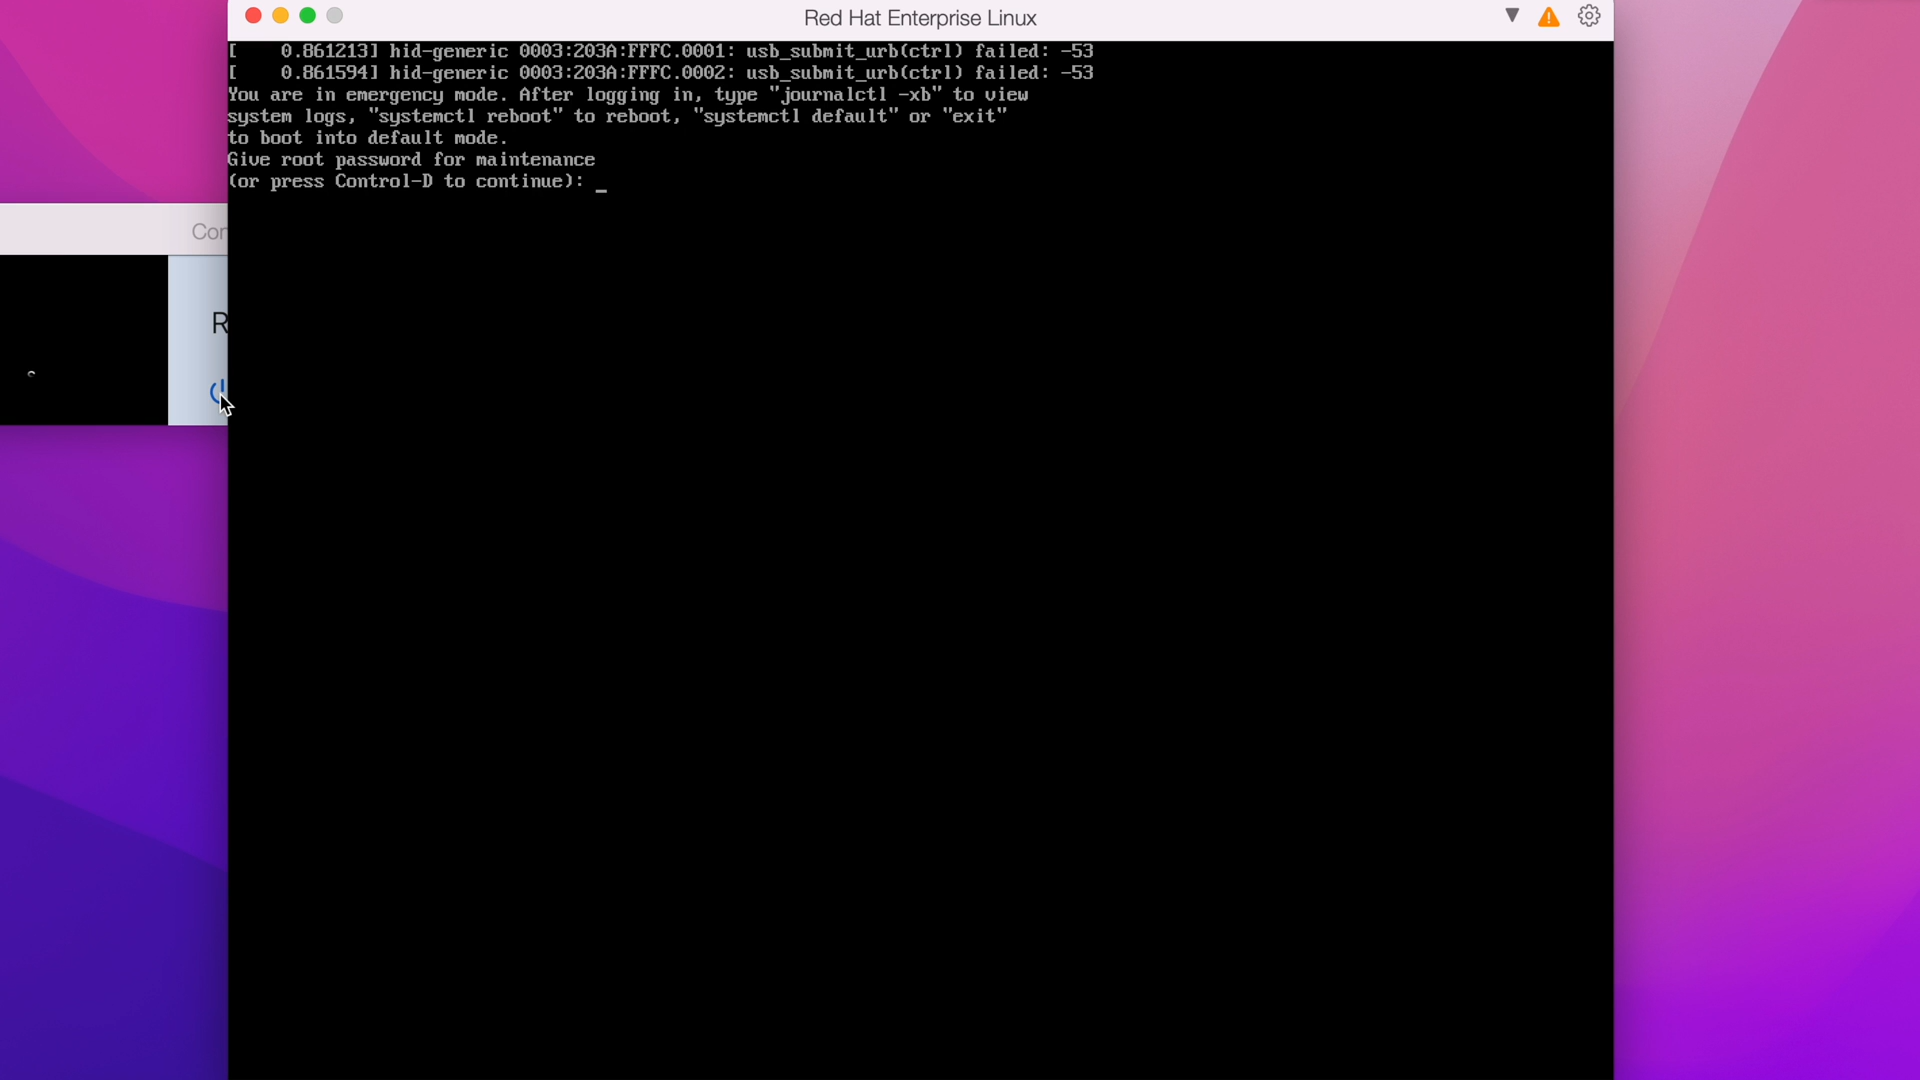 Red Hat Enterprise Linux
[    0.861213] hid-generic 0003:203A:FFFC.0001: usb_submit_urb(ctrl) failed: -53
[    0.861594] hid-generic 0003:203A:FFFC.0002: usb_submit_urb(ctrl) failed: -53
You are in emergency mode. After logging in, type "journalctl -xb" to view
system logs, "systemctl reboot" to reboot, "systemctl default" or "exit"
to boot into default mode.
Give root password for maintenance
(or press Control-D to continue): _
Con
R